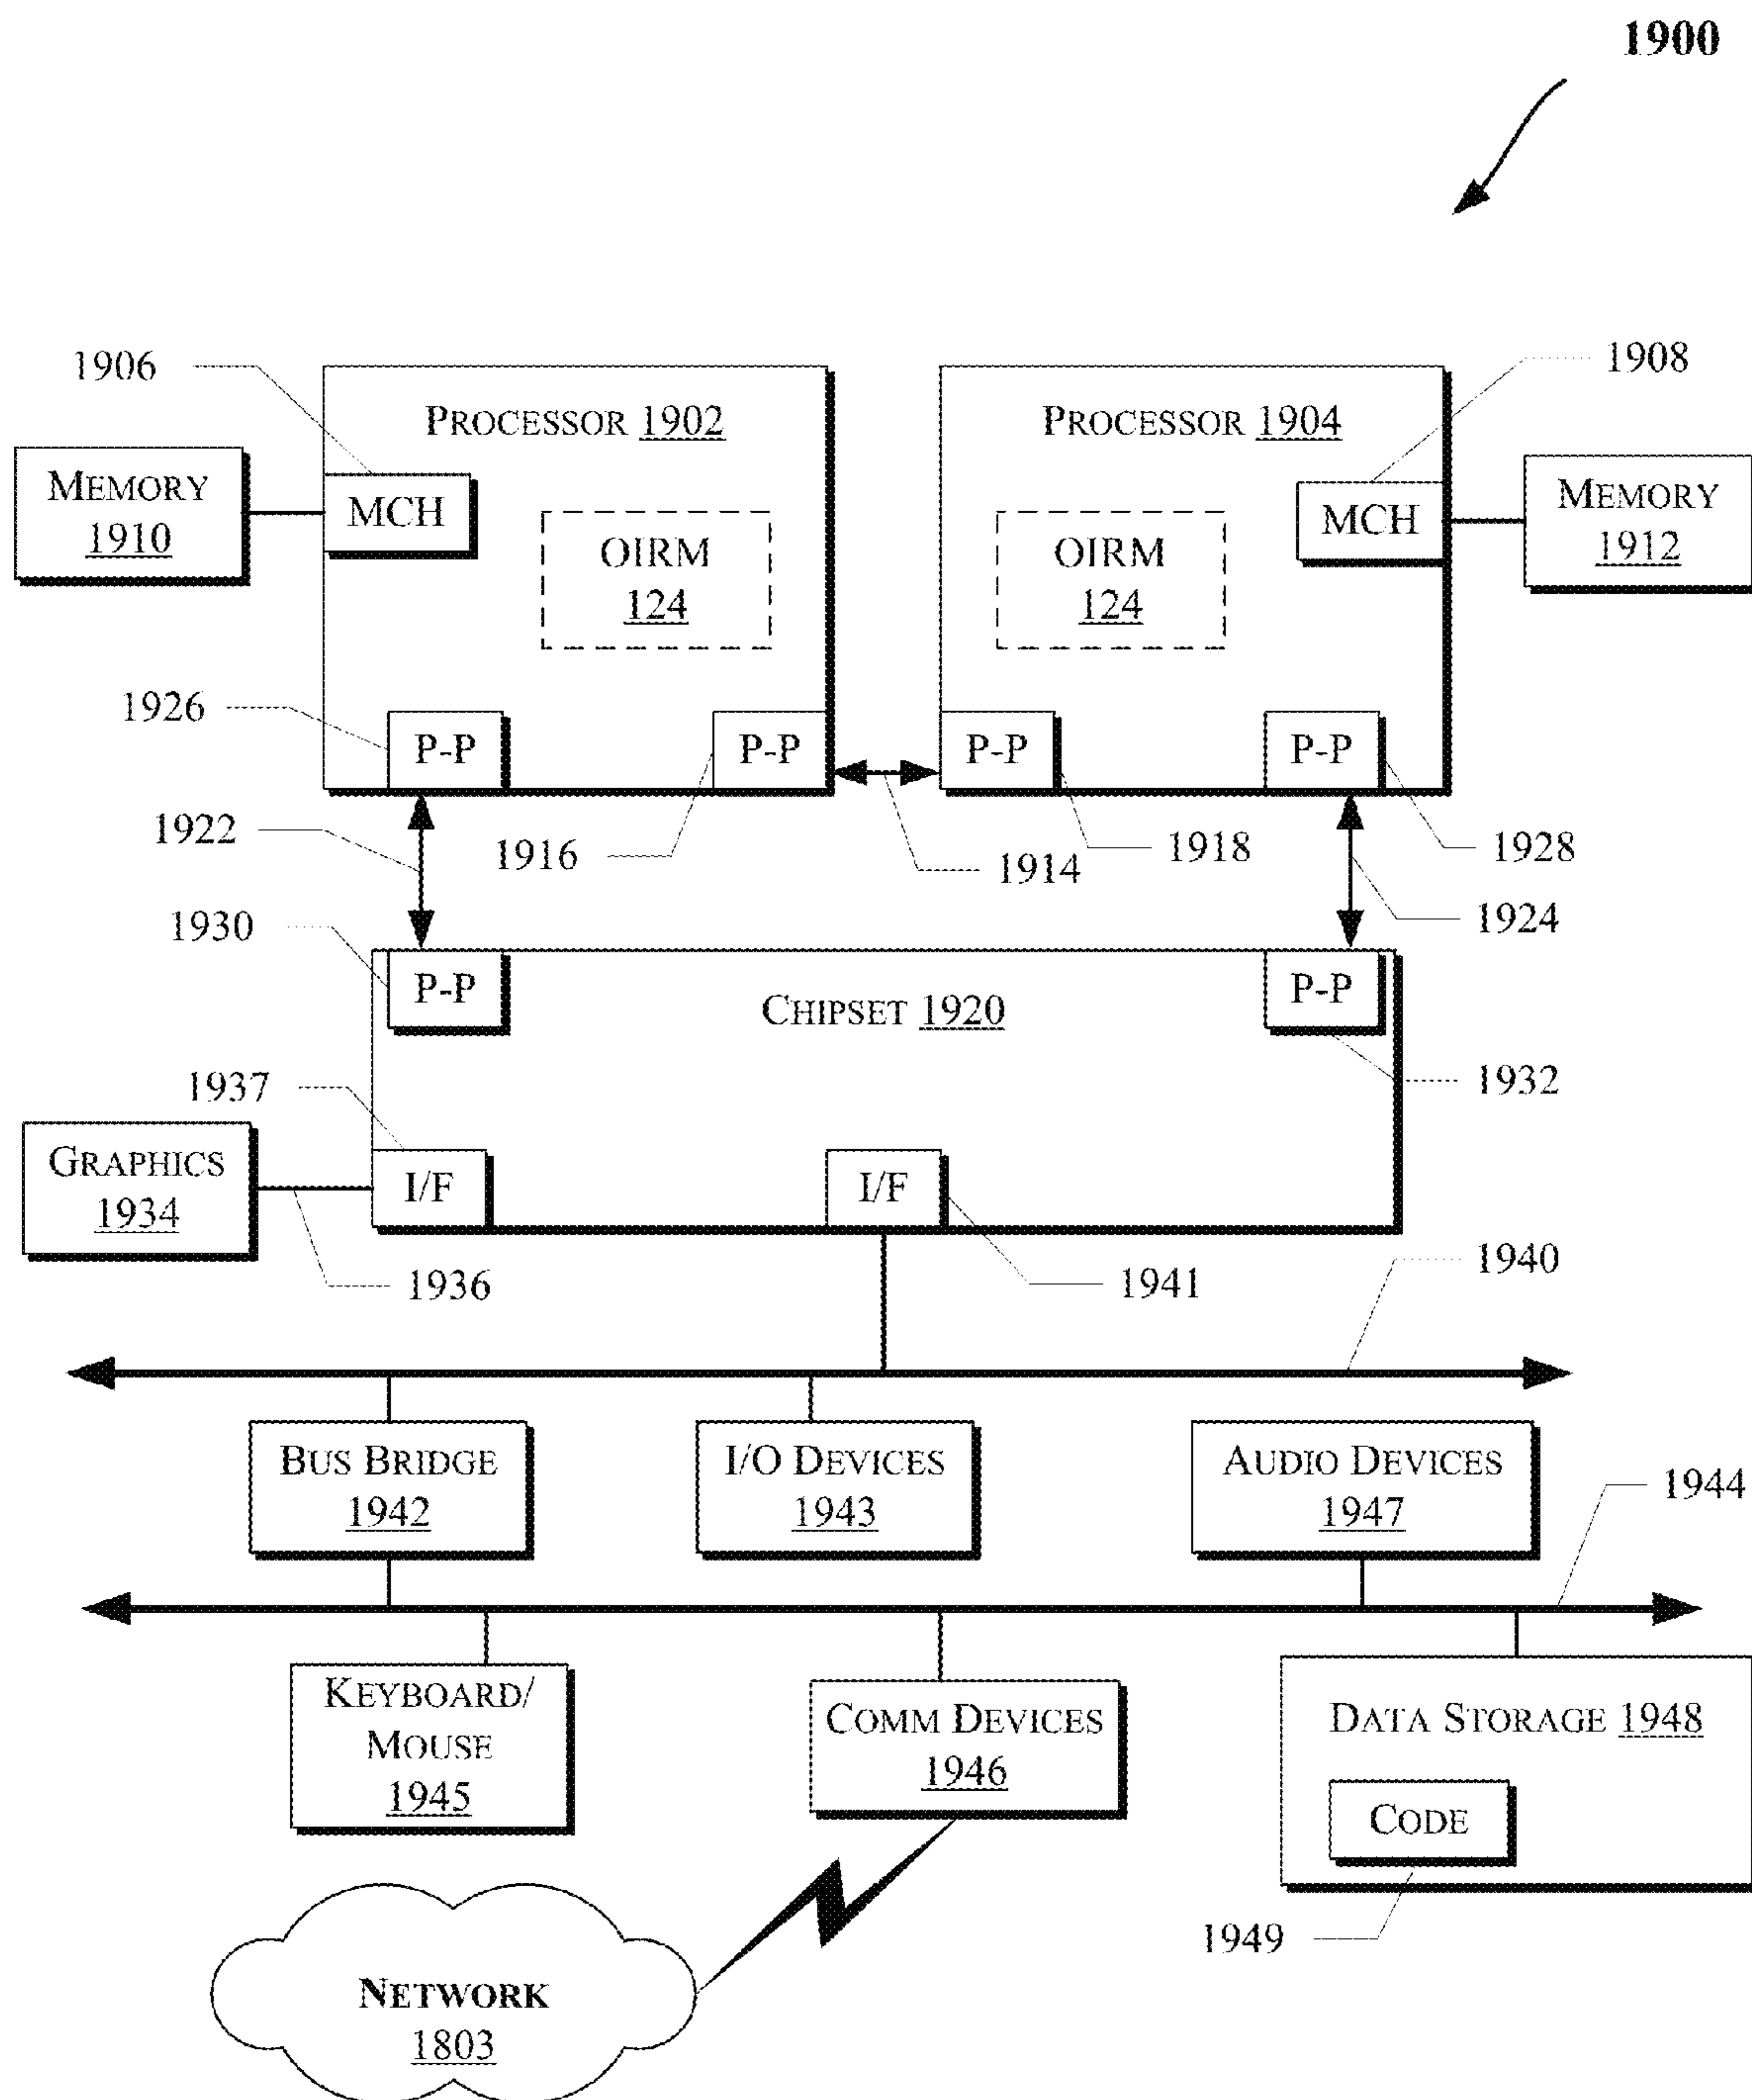 1900
1906
PROCESSOR 1902
PROCESSOR 1904
1908
MEMORY
1910
MCH
OIRM
124
OIRM
124
MCH
MEMORY
1912
1926
P-P
P-P
P-P
P-P
1922
1916
1914
1918
1928
1930
1924
P-P
CHIPSET 1920
P-P
1937
1932
GRAPHICS
1934
I/F
I/F
1936
1941
1940
BUS BRIDGE
1942
I/O DEVICES
1943
AUDIO DEVICES
1947
1944
KEYBOARD/
MOUSE
1945
COMM DEVICES
1946
DATA STORAGE 1948
CODE
1949
NETWORK
1803